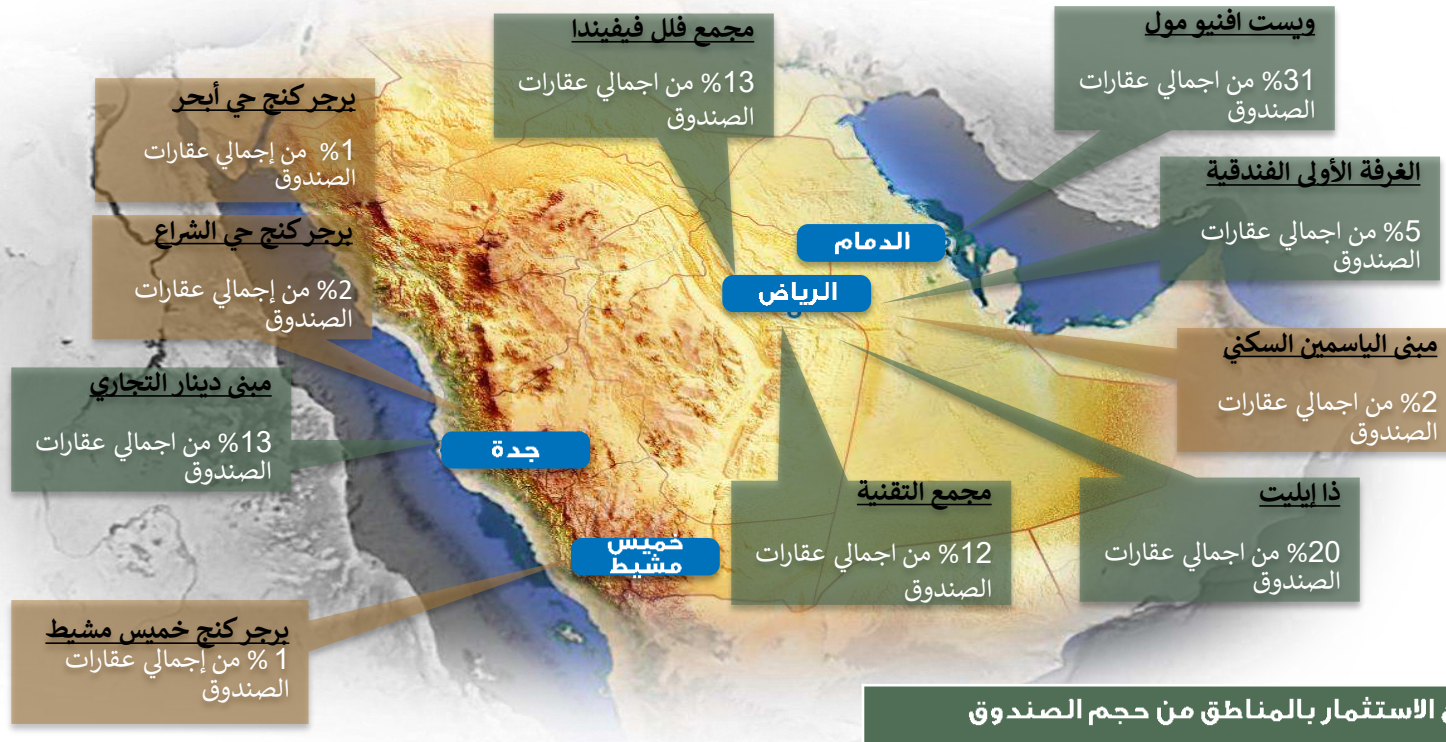 ويست افنيو مول
%31 من اجمالي عقارات
الصندوق
مجمع فلل فيفيندا
%13 من اجمالي عقارات
الصندوق
برجر كنج حي أبحر
%1 من إجمالي عقارات
الصندوق
الغرفة الأولى الفندقية
%5 من اجمالي عقارات
الصندوق
برجر كنج حي الشراع
%2 من إجمالي عقارات
الصندوق
الدمام
الرياض
مبنى الياسمين السكني
%2 من اجمالي عقارات
الصندوق
مبنى دينار التجاري
%13 من اجمالي عقارات
الصندوق
جدة
ذا إيليت
%20 من اجمالي عقارات
الصندوق
مجمع التقنية
%12 من اجمالي عقارات
الصندوق
خميس
مشيط
برجر كنج خميس مشيط
1 % من إجمالي عقارات
الصندوق
الاستثمار بالمناطق من حجم الصندوق